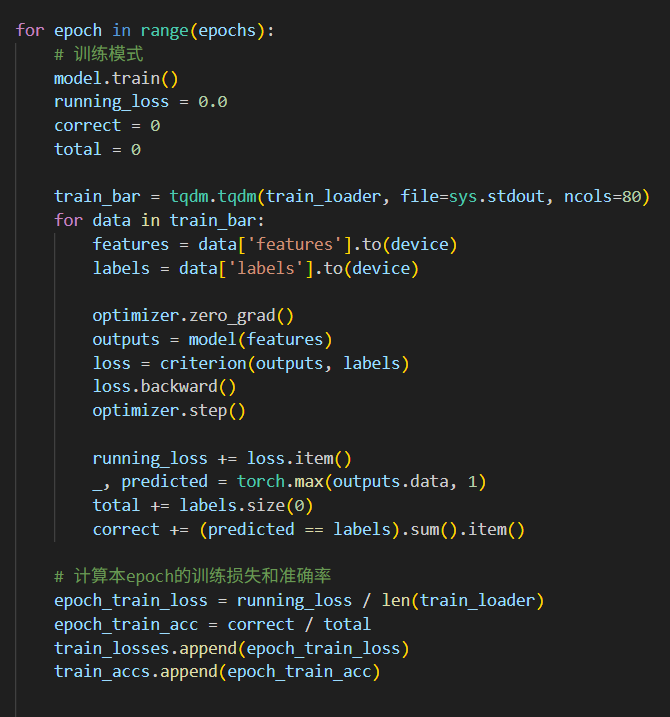 for epoch in range(epochs):
    # 训练模式
    model.train()
    running_loss = 0.0
    correct = 0
    total = 0

    train_bar = tqdm.tqdm(train_loader, file=sys.stdout, ncols=80)
    for data in train_bar:
        features = data['features'].to(device)
        labels = data['labels'].to(device)

        optimizer.zero_grad()
        outputs = model(features)
        loss = criterion(outputs, labels)
        loss.backward()
        optimizer.step()

        running_loss += loss.item()
        _, predicted = torch.max(outputs.data, 1)
        total += labels.size(0)
        correct += (predicted == labels).sum().item()

    # 计算本epoch的训练损失和准确率
    epoch_train_loss = running_loss / len(train_loader)
    epoch_train_acc = correct / total
    train_losses.append(epoch_train_loss)
    train_accs.append(epoch_train_acc)